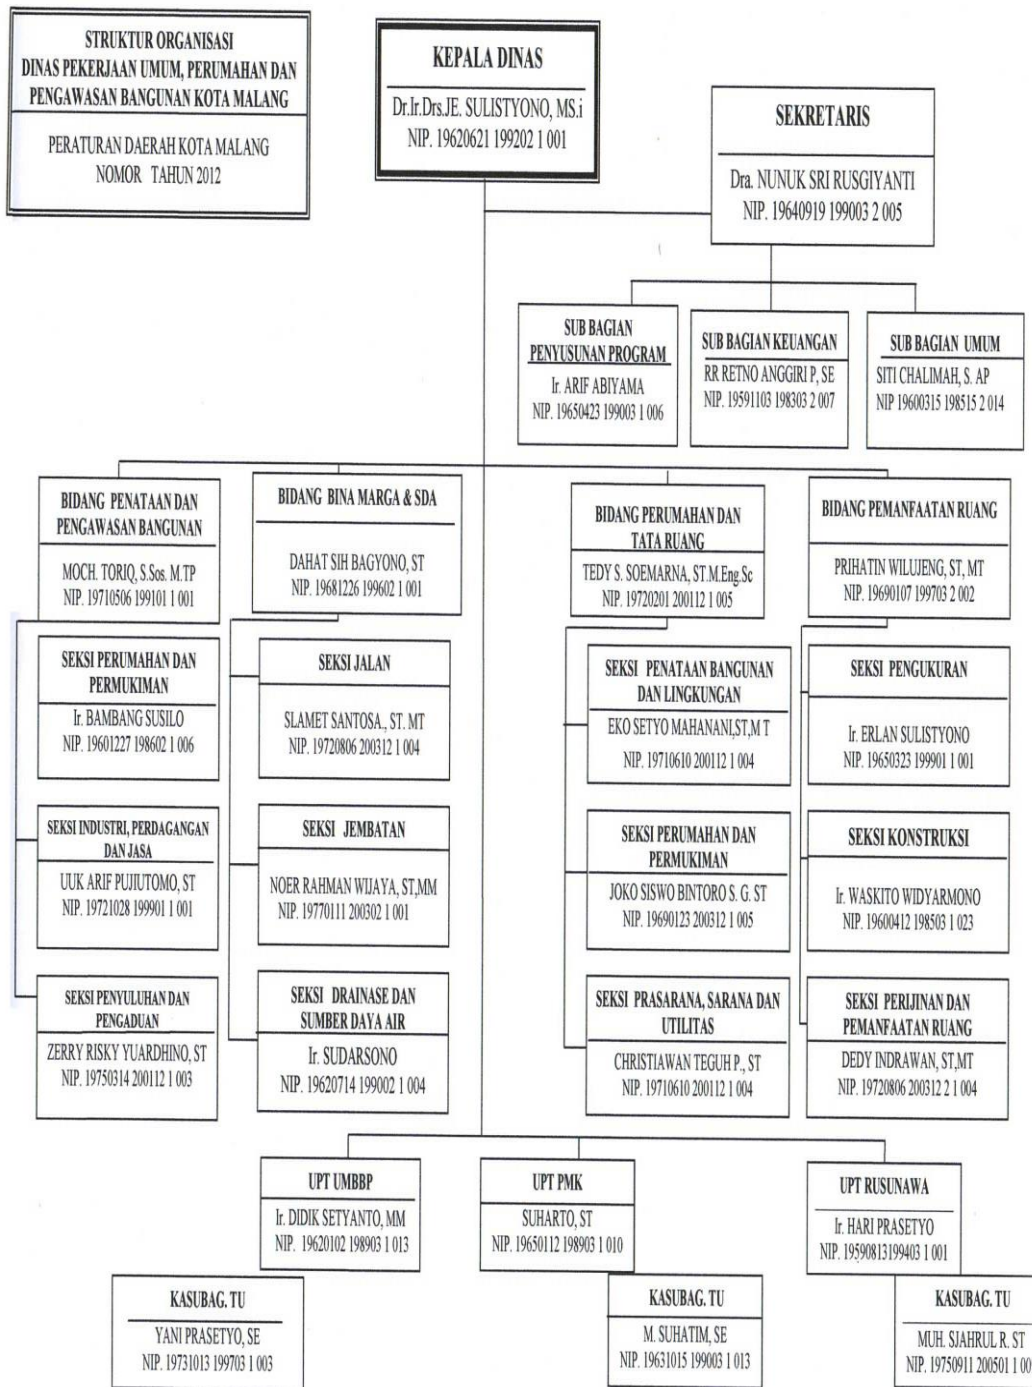 STRUKTUR ORGANISASI
DINAS PEKERJAAN UMUM, PERUMAHAN DAN
PENGAWASAN BANGUNAN KOTA MALANG
PERATURAN DAERAH KOTA MALANG
NOMOR TAHUN 2012
KEPALA DINAS
Dr.Ir.Drs.JE. SULISTYONO, MS.i
NIP. 19620621 199202 1 001
SEKRETARIS
Dra. NUNUK SRI RUSGIYANTI
NIP. 19640919 199003 2 005
SUB BAGIAN
PENYUSUNAN PROGRAM
Ir. ARIF ABIYAMA
NIP. 19650423 199003 1 006
SUB BAGIAN KEUANGAN
RR RETNO ANGGIRI P, SE
NIP. 19591103 198303 2 007
SUB BAGIAN UMUM
SITI CHALIMAH, S. AP
NIP 19600315 198515 2 014
BIDANG PENATAAN DAN
PENGAWASAN BANGUNAN
MOCH. TORIQ, S.Sos. M.TP
NIP. 19710506 199101 1 001
BIDANG BINA MARGA & SDA
DAHAT SIH BAGYONO, ST
NIP. 19681226 199602 1 001
BIDANG PERUMAHAN DAN
TATA RUANG
TEDY S. SOEMARNA, ST.M.Eng.Sc
NIP. 19720201 200112 1 005
BIDANG PEMANFAATAN RUANG
PRIHATIN WILUJENG, ST, MT
NIP. 19690107 199703 2 002
SEKSI PERUMAHAN DAN
PERMUKIMAN
Ir. BAMBANG SUSILO
NIP. 19601227 198602 1 006
SEKSI JALAN
SLAMET SANTOSA., ST. MT
NIP. 19720806 200312 1 004
SEKSI PENATAAN BANGUNAN
DAN LINGKUNGAN
EKO SETYO MAHANANI,ST,M T
NIP. 19710610 200112 1 004
SEKSI PENGUKURAN
Ir. ERLAN SULISTYONO
NIP. 19650323 199901 1 001
SEKSI INDUSTRI, PERDAGANGAN
DAN JASA
UUK ARIF PUJIUTOMO, ST
NIP. 19721028 199901 1 001
SEKSI JEMBATAN
NOER RAHMAN WIJAYA, ST,MM
NIP. 19770111 200302 1 001
SEKSI PERUMAHAN DAN
PERMUKIMAN
JOKO SISWO BINTORO S. G. ST
NIP. 19690123 200312 1 005
SEKSI KONSTRUKSI
Ir. WASKITO WIDYARMONO
NIP. 19600412 198503 1 023
SEKSI PENYULUHAN DAN
PENGADUAN
ZERRY RISKY YUARDHINO, ST
NIP. 19750314 200112 1 003
SEKSI DRAINASE DAN
SUMBER DAYA AIR
Ir. SUDARSONO
NIP. 19620714 199002 1 004
SEKSI PRASARANA, SARANA DAN
UTILITAS
CHRISTIAWAN TEGUH P., ST
NIP. 19710610 200112 1 004
SEKSI PERIJINAN DAN
PEMANFAATAN RUANG
DEDY INDRAWAN, ST,MT
NIP. 19720806 200312 2 1 004
UPT UMBBP
Ir. DIDIK SETYANTO, MM
NIP. 19620102 198903 1 013
UPT PMK
SUHARTO, ST
NIP. 19650112 198903 1 010
UPT RUSUNAWA
Ir. HARI PRASETYO
NIP. 19590813199403 1 001
KASUBAG. TU
YANI PRASETYO, SE
NIP. 19731013 199703 1 003
KASUBAG. TU
M. SUHATIM, SE
NIP. 19631015 199003 1 013
KASUBAG. TU
MUH. SJAHRUL R. ST
NIP. 19750911 200501 1 00